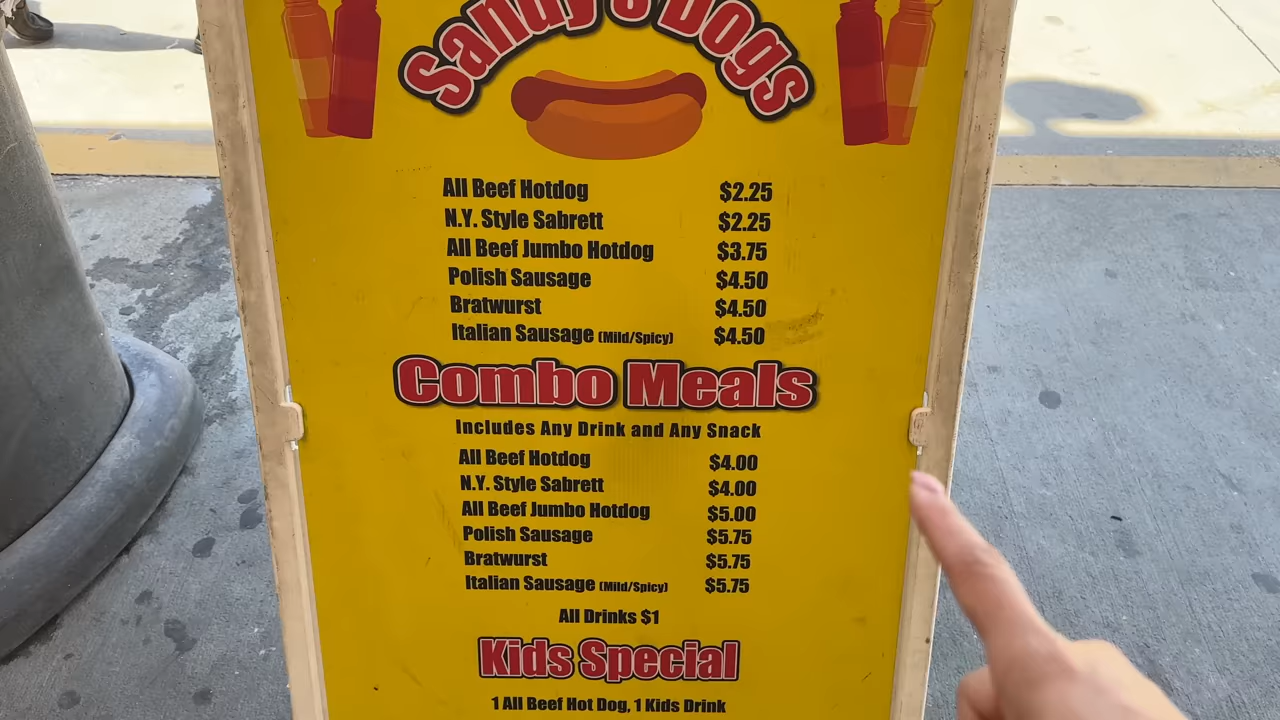 Sandy's Dogs
All Beef Hotdog $2.25
N.Y. Style Sabrett $2.25
All Beef Jumbo Hotdog $3.75
Polish Sausage $4.50
Bratwurst $4.50
Italian Sausage (Mild/Spicy) $4.50
Combo Meals
Includes Any Drink and Any Snack
All Beef Hotdog $4.00
N.Y. Style Sabrett $4.00
All Beef Jumbo Hotdog $5.00
Polish Sausage $5.75
Bratwurst $5.75
Italian Sausage (Mild/Spicy) $5.75
All Drinks $1
Kids Special
1 All Beef Hot Dog, 1 Kids Drink